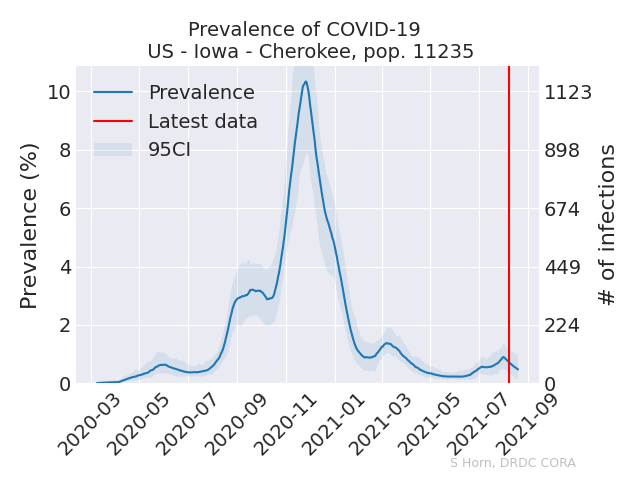 Prevalence of COVID-19
US - Iowa - Cherokee, pop. 11235
Prevalence
Latest data
95CI
Prevalence (%)
10
8
6
4
2
0
1123
898
674
449
224
0
# of infections
2020-03
2020-05
2020-07
2020-09
2020-11
2021-01
2021-03
2021-05
2021-07
2021-09
S Horn, DRDC CORA